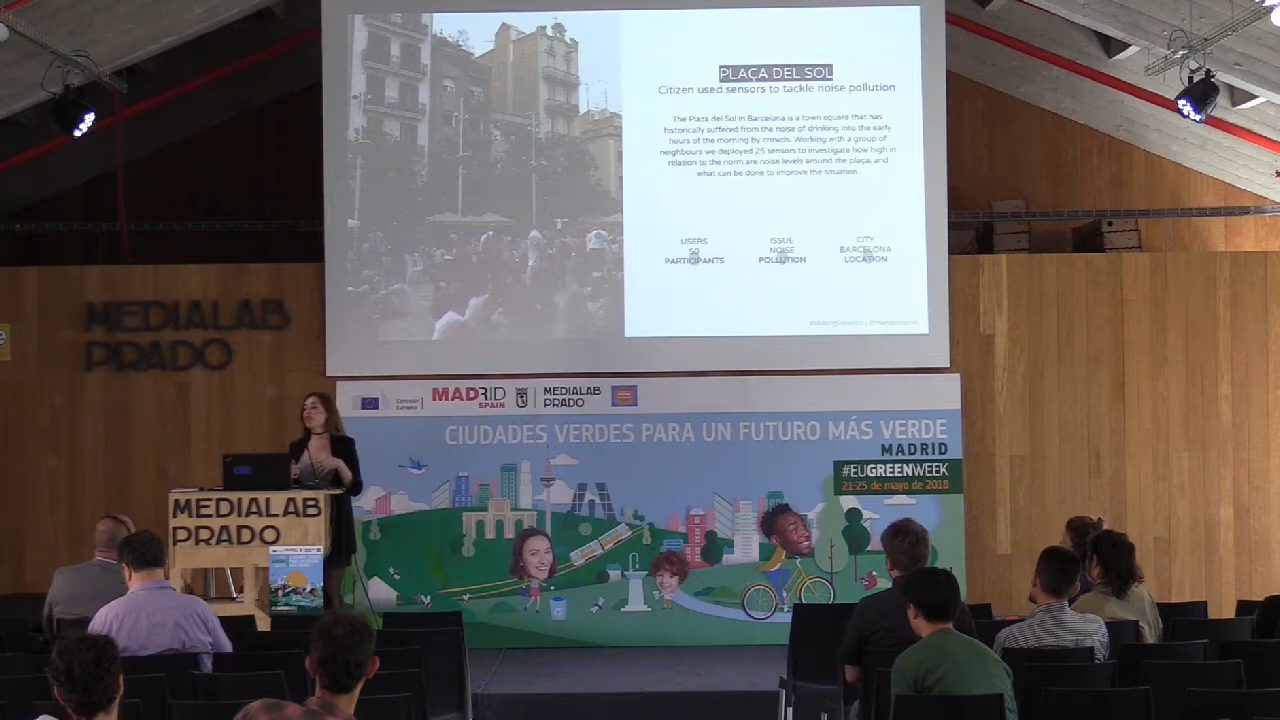 PLAÇA DEL SOL
Citizen used sensors to tackle noise pollution
The Plaza del Sol in Barcelona is a town square that has
historically suffered from the noise of drinking into the early
hours of the morning by crowds. Working with a group of
neighbours we deployed 25 sensors to investigate how high in
relation to the norm are noise levels around the plaça, and
what can be done to improve the situation.
USERS
50
PARTICIPANTS
ISSUE
NOISE
POLLUTION
CITY
BARCELONA
LOCATION
MEDIALAB
PRADO
Comisión
Europea
MADRID
SPAIN
MEDIALAB
PRADO
CIUDADES VERDES PARA UN FUTURO MÁS VERDE
MADRID
#EUGREENWEEK
21-25 de mayo de 2018
MEDIALAB
PRADO